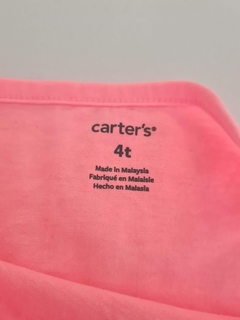 carter's®
4t
Made in Malaysia
Fabriqué en Malaisie
Hecho en Malasia